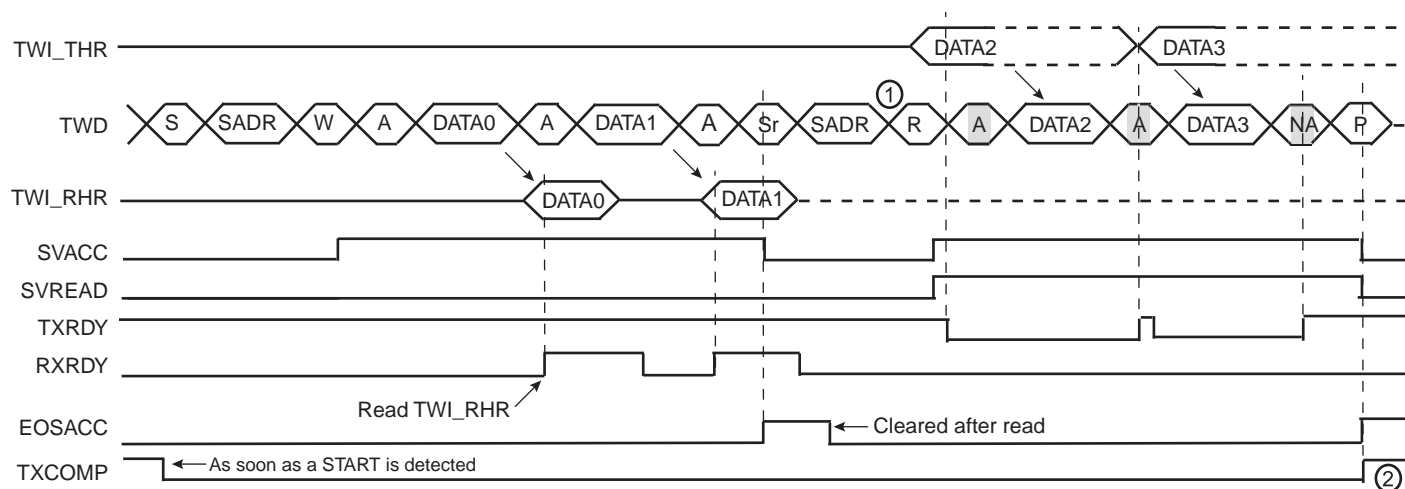 TWI_THR DATA2 DATA3
①
TWD S SADR W A DATA0 A DATA1 A Sr SADR R A DATA2 A DATA3 NA P
TWI_RHR DATA0 DATA1
SVACC
SVREAD
TXRDY
RXRDY
Read TWI_RHR
EOSACC Cleared after read
TXCOMP As soon as a START is detected ②